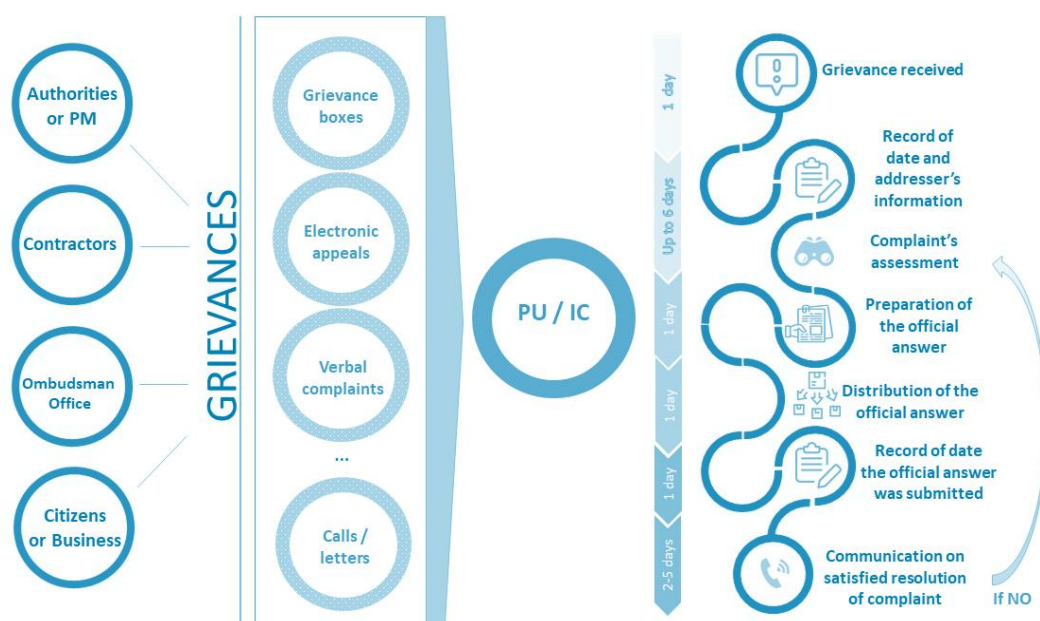 Authorities
or PM
Contractors
Ombudsman
Office
Citizens
or Business
GRIEVANCES
Grievance
boxes
Electronic
appeals
Verbal
complaints
...
Calls /
letters
PU / IC
1 day
Up to 6 days
1 day
1 day
1 day
2-5 days
Grievance received
Record of
date and
addresser's
information
Complaint's
assessment
Preparation of
the official
answer
Distribution of the
official answer
Record of date
the official answer
was submitted
Communication on
satisfied resolution
of complaint
If NO